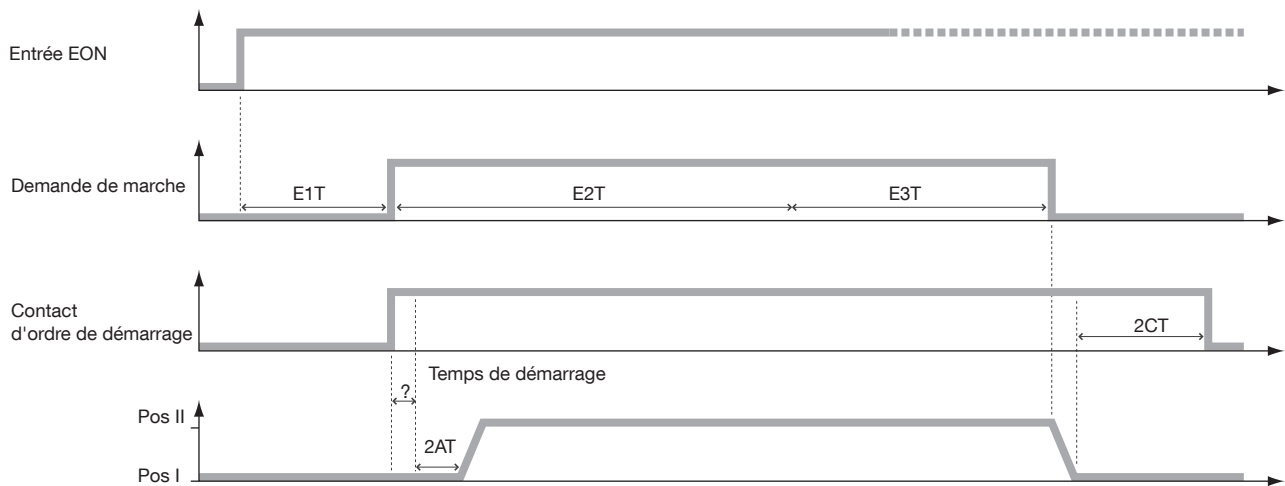 Entrée EON
Demande de marche
E1T
E2T
E3T
Contact
d'ordre de démarrage
2CT
Temps de démarrage
?
Pos II
2AT
Pos I